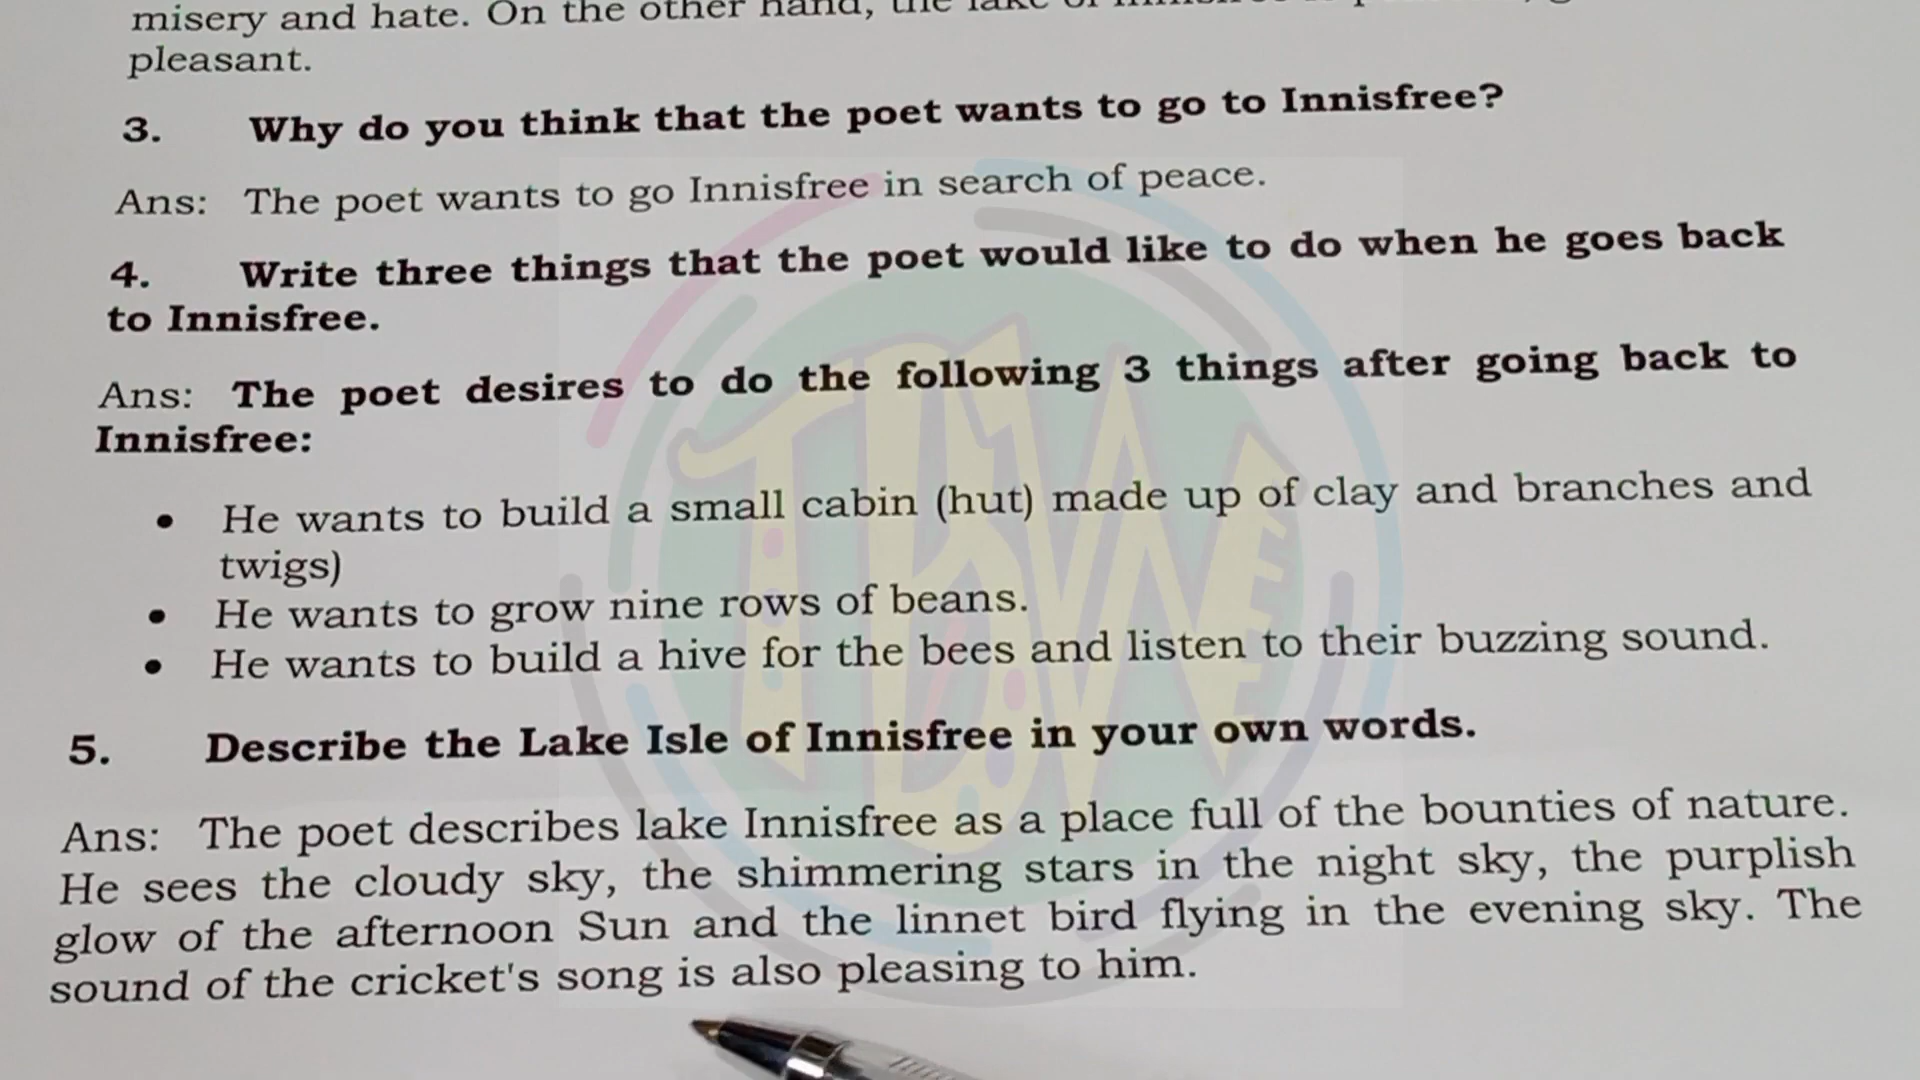 misery and hate. On the other hand, the lake of
pleasant.
3. Why do you think that the poet wants to go to Innisfree?
Ans: The poet wants to go Innisfree in search of peace.
4. Write three things that the poet would like to do when he goes back
to Innisfree.
Ans: The poet desires to do the following 3 things after going back to
Innisfree:
• He wants to build a small cabin (hut) made up of clay and branches and
twigs)
• He wants to grow nine rows of beans.
• He wants to build a hive for the bees and listen to their buzzing sound.
5. Describe the Lake Isle of Innisfree in your own words.
Ans: The poet describes lake Innisfree as a place full of the bounties of nature.
He sees the cloudy sky, the shimmering stars in the night sky, the purplish
glow of the afternoon Sun and the linnet bird flying in the evening sky. The
sound of the cricket's song is also pleasing to him.